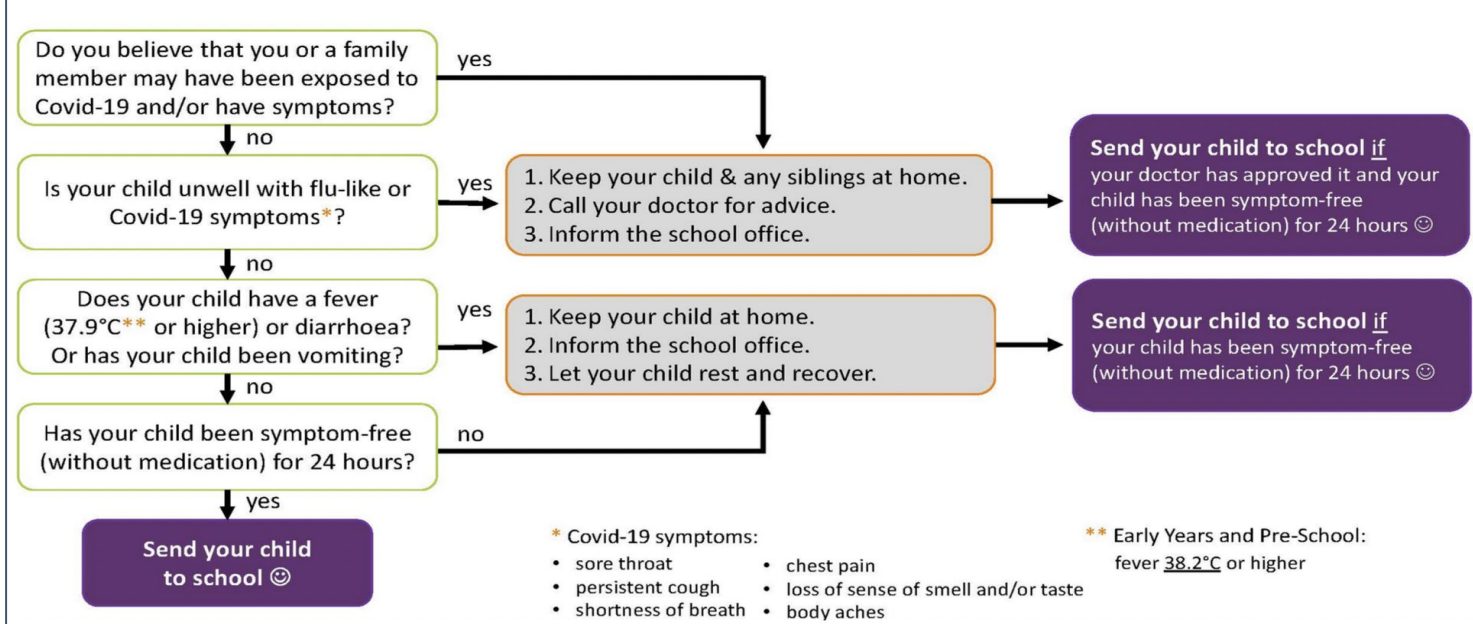 Do you believe that you or a family
member may have been exposed to
Covid-19 and/or have symptoms?
yes
no
Is your child unwell with flu-like or
Covid-19 symptoms*?
yes
1. Keep your child & any siblings at home.
2. Call your doctor for advice.
3. Inform the school office.
Send your child to school if
your doctor has approved it and your
child has been symptom-free
(without medication) for 24 hours ☺
no
Does your child have a fever
(37.9°C** or higher) or diarrhoea?
Or has your child been vomiting?
yes
1. Keep your child at home.
2. Inform the school office.
3. Let your child rest and recover.
Send your child to school if
your child has been symptom-free
(without medication) for 24 hours ☺
no
Has your child been symptom-free
(without medication) for 24 hours?
no
yes
Send your child
to school ☺
* Covid-19 symptoms:
• sore throat
• persistent cough
• shortness of breath
• chest pain
• loss of sense of smell and/or taste
• body aches
** Early Years and Pre-School:
fever 38.2°C or higher